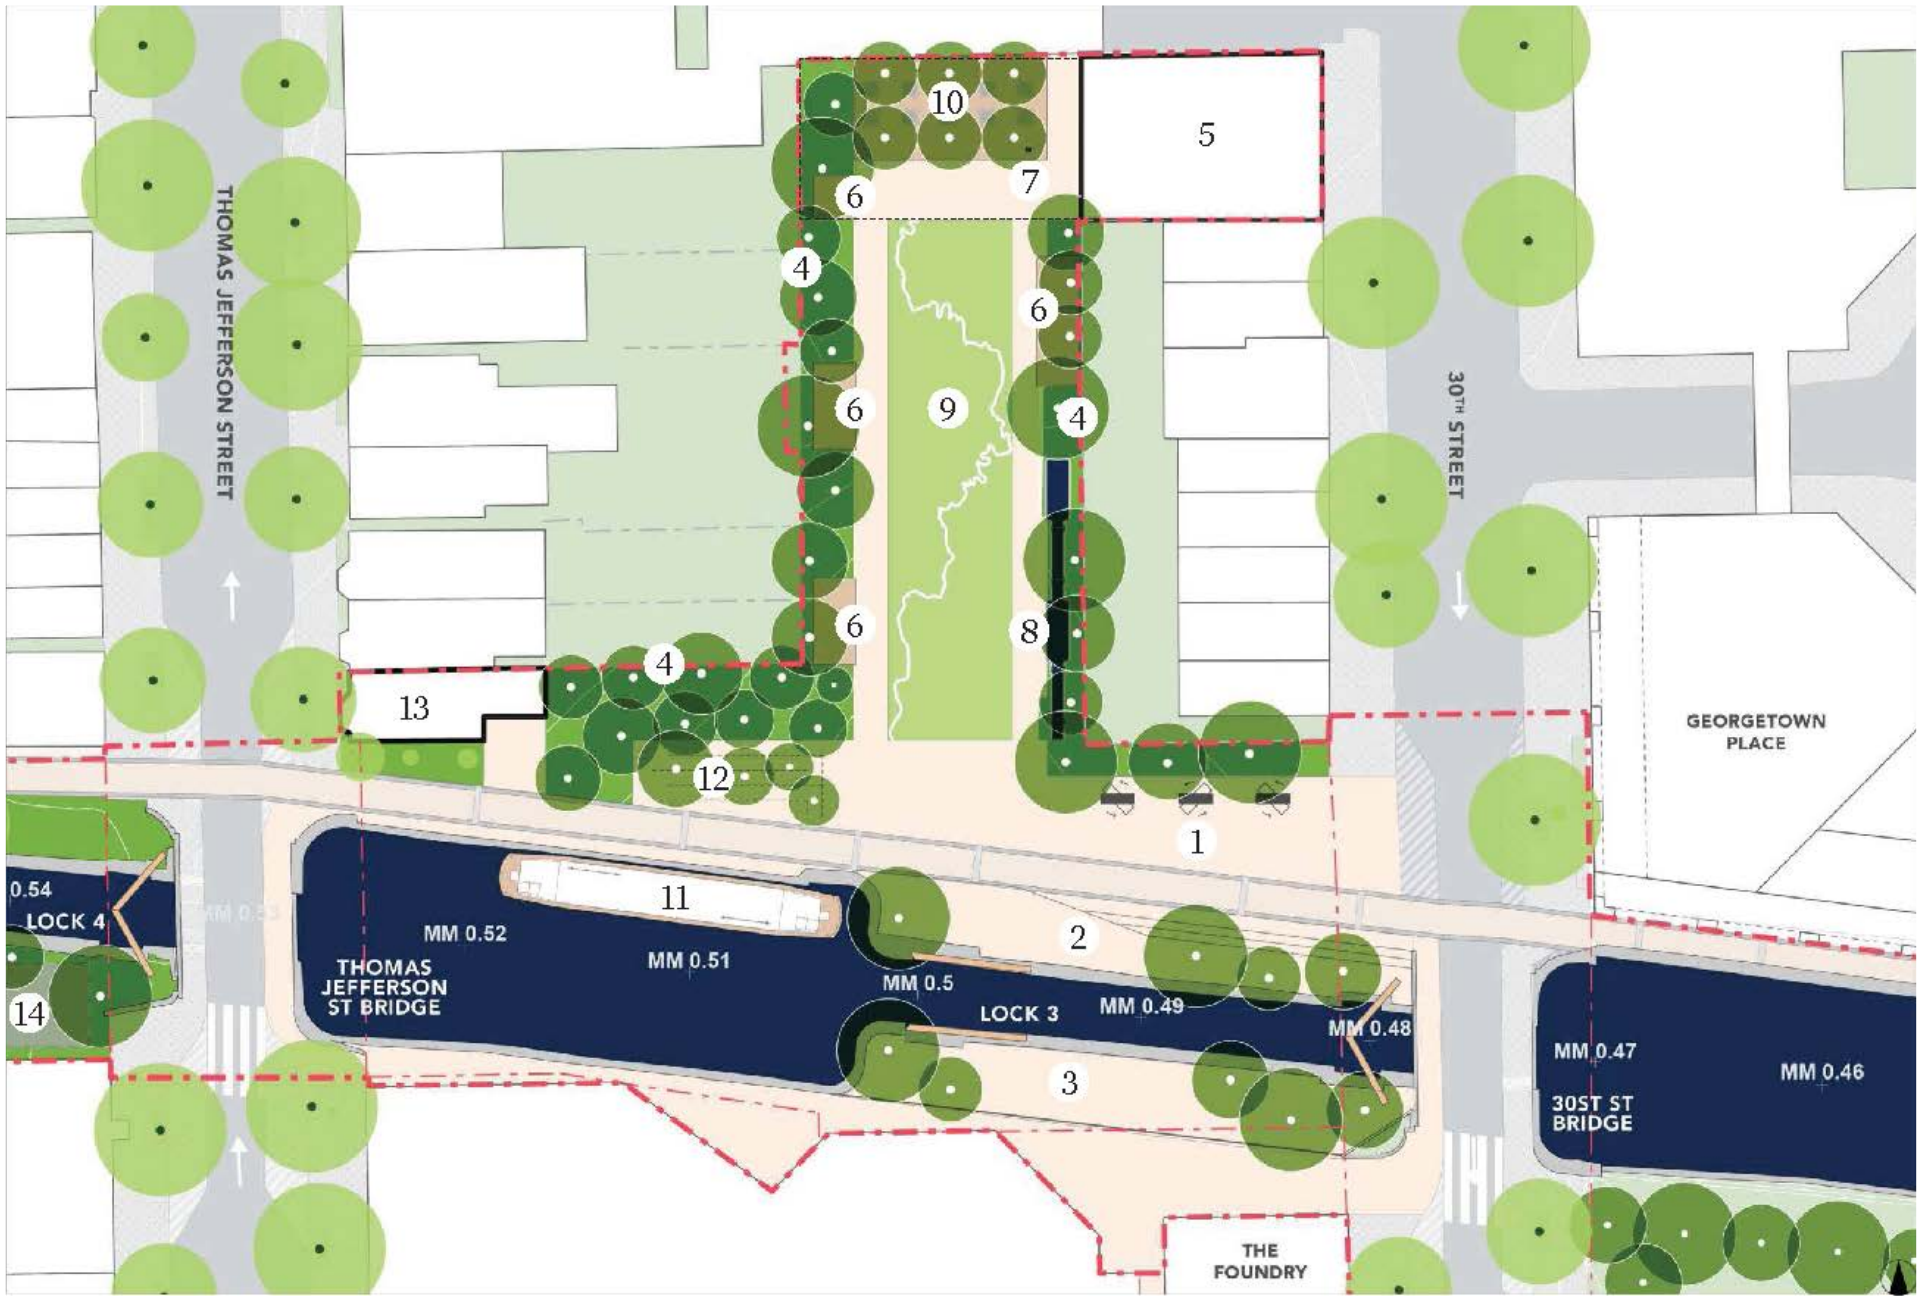 10
5
7
6
4
THOMAS JEFFERSON STREET
6
30TH STREET
6
9
4
6
8
4
13
GEORGETOWN
PLACE
12
1
0.54
11
MM 0.53
LOCK 4
MM 0.52
2
MM 0.51
THOMAS
JEFFERSON
ST BRIDGE
MM 0.5
MM 0.49
14
LOCK 3
MM 0.48
MM 0.47
MM 0.46
3
30ST ST
BRIDGE
THE
FOUNDRY